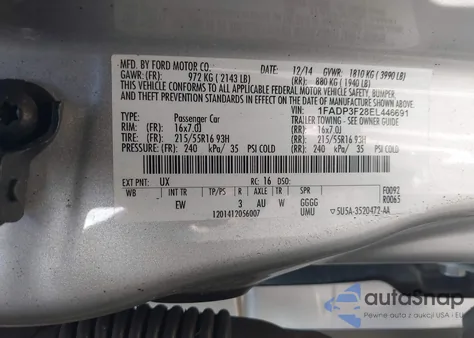 MFD. BY FORD MOTOR CO.
DATE: 12/14 GVWR: 1810 KG ( 3990 LB)
GAWR: (FR): 972 KG ( 2143 LB) (RR): 880 KG ( 1940 LB)
THIS VEHICLE CONFORMS TO ALL APPLICABLE FEDERAL MOTOR VEHICLE SAFETY, BUMPER,
AND THEFT PREVENTION STANDARDS IN EFFECT ON THE DATE OF MANUFACTURE SHOWN ABOVE.
VIN: 1FADP3F28EL446691
TYPE: Passenger Car TRAILER TOWING - SEE OWNERS GUIDE
RIM: (FR): 16x7.0J (RR): 16x7.0J
TIRE: (FR): 215/55R16 93H (RR): 215/55R16 93H
PRESSURE: (FR): 240 kPa/ 35 PSI COLD (RR): 240 kPa/ 35 PSI COLD
EXT PNT: UX RC: 16 DSO: F0092
WB INT TR TP/PS R AXLE TR SPR R0065
EW 3 AU W GGGG
1201412056007 UMU 5U5A-3520472-AA
autoSnap
Pewne auto z USA i EU